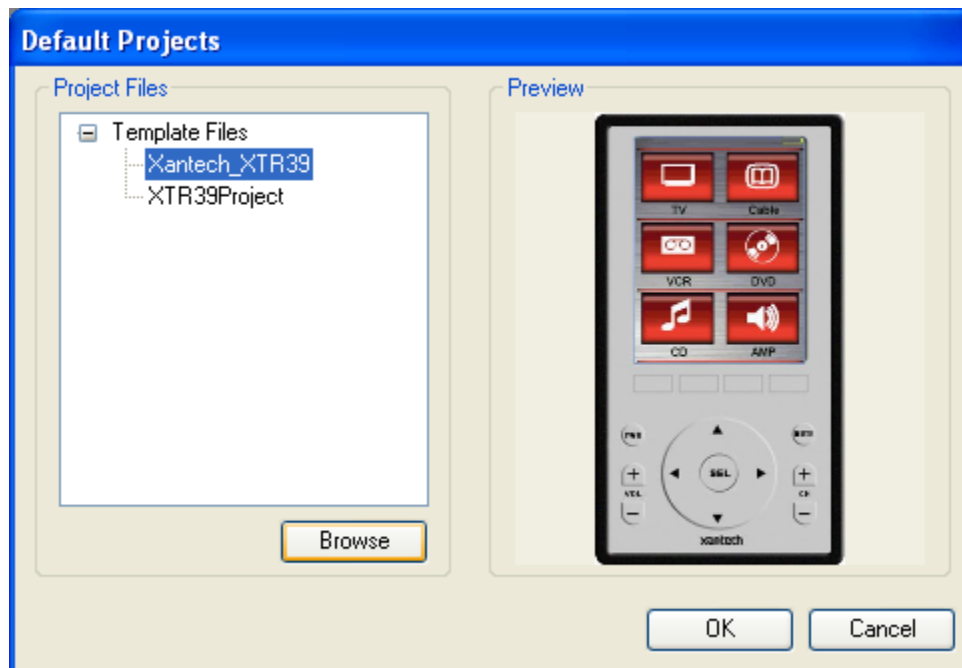 Default Projects
Project Files
Template Files
Xantech_XTR39
XTR39Project
Browse
Preview
TV Cable
VCR DVD
CD AMP
SEL
VOL CH
xantech
OK Cancel